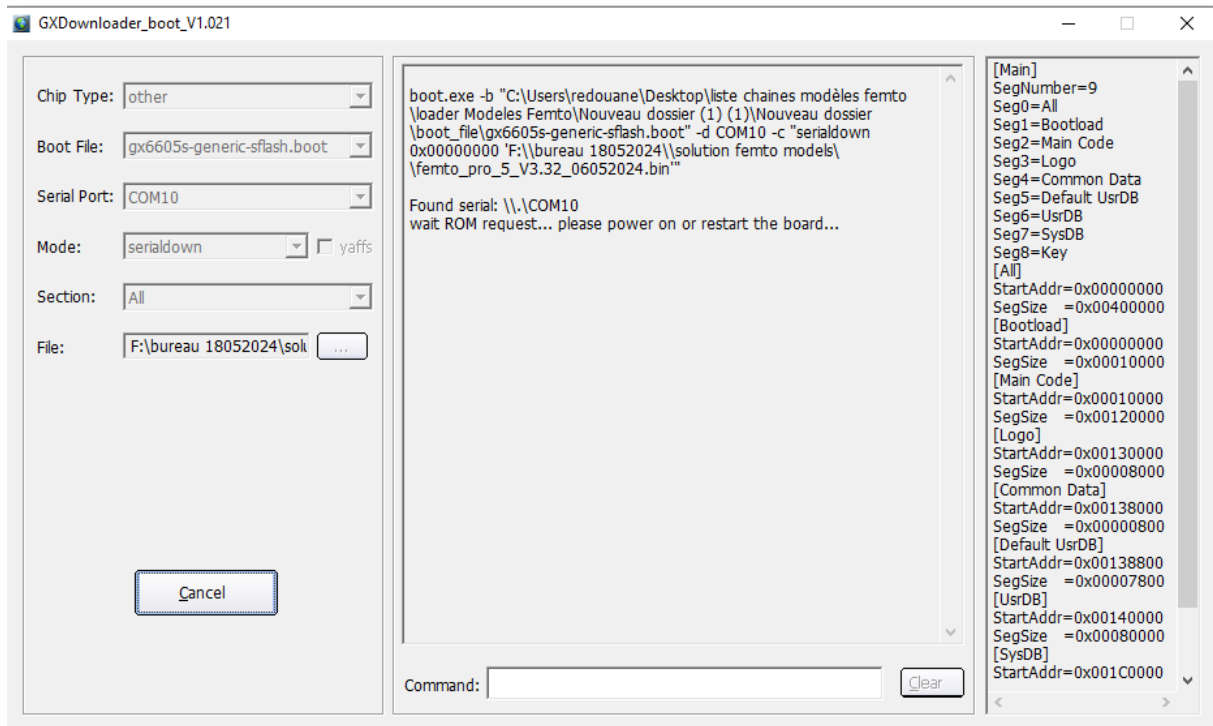 GXDownloader_boot_V1.021
Chip Type: other
Boot File: gx6605s-generic-sflash.boot
Serial Port: COM10
Mode: serialdown yaffs
Section: All
File: F:\bureau 18052024\solu ...
Cancel
boot.exe -b "C:\Users\redouane\Desktop\liste chaines modèles femto
\loader Modeles Femto\Nouveau dossier (1) (1)\Nouveau dossier
\boot_file\gx6605s-generic-sflash.boot" -d COM10 -c "serialdown
0x00000000 'F:\\bureau 18052024\\solution femto models\
\femto_pro_5_V3.32_06052024.bin'"
Found serial: \\.\COM10
wait ROM request... please power on or restart the board...
Command:
Clear
[Main]
SegNumber=9
Seg0=All
Seg1=Bootload
Seg2=Main Code
Seg3=Logo
Seg4=Common Data
Seg5=Default UsrDB
Seg6=UsrDB
Seg7=SysDB
Seg8=Key
[All]
StartAddr=0x00000000
SegSize =0x00400000
[Bootload]
StartAddr=0x00000000
SegSize =0x00010000
[Main Code]
StartAddr=0x00010000
SegSize =0x00120000
[Logo]
StartAddr=0x00130000
SegSize =0x00008000
[Common Data]
StartAddr=0x00138000
SegSize =0x00000800
[Default UsrDB]
StartAddr=0x00138800
SegSize =0x00007800
[UsrDB]
StartAddr=0x00140000
SegSize =0x00080000
[SysDB]
StartAddr=0x001C0000